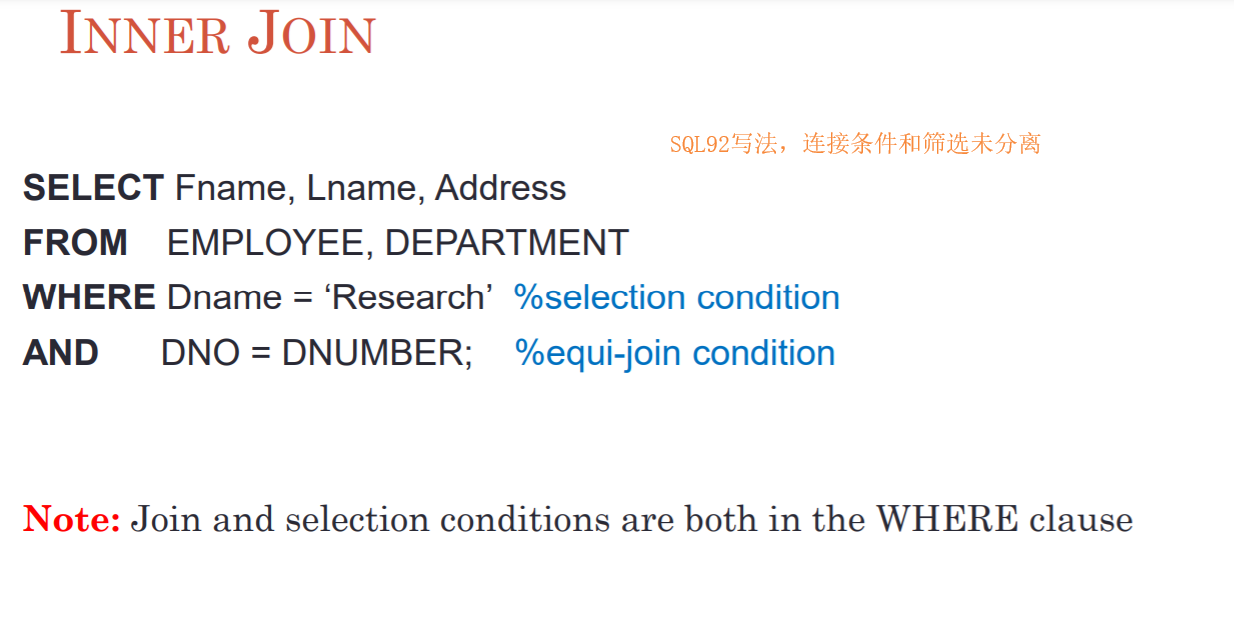 INNER JOIN
SQL92写法，连接条件和筛选未分离
SELECT Fname, Lname, Address
FROM EMPLOYEE, DEPARTMENT
WHERE Dname = ‘Research’ %selection condition
AND DNO = DNUMBER; %equi-join condition
Note: Join and selection conditions are both in the WHERE clause